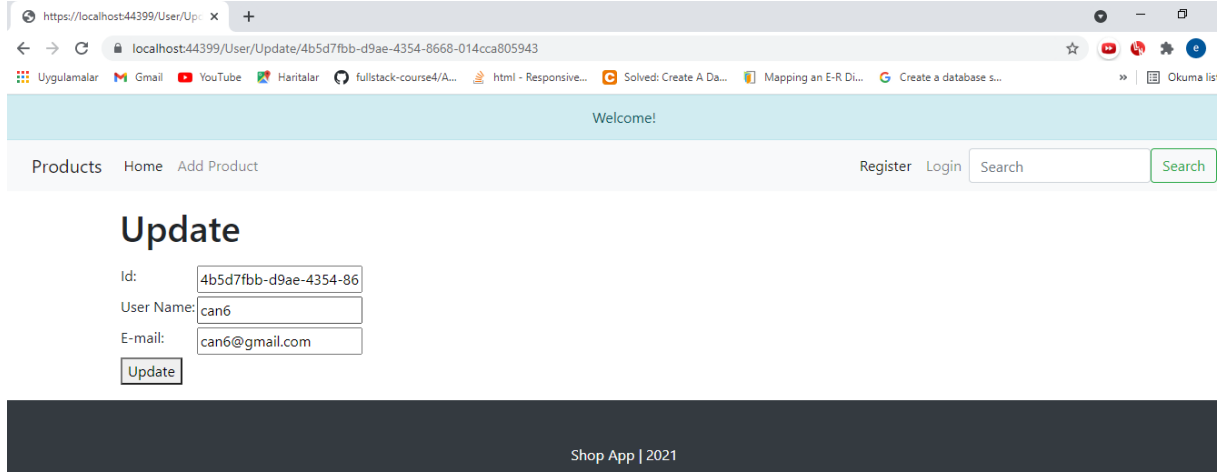 https://localhost:44399/User/Upd
localhost:44399/User/Update/4b5d7fbb-d9ae-4354-8668-014cca805943
Uygulamalar Gmail YouTube Haritalar fullstack-course4/A... html - Responsive... Solved: Create A Da... Mapping an E-R Di... Create a database s... » Okuma lis
Welcome!
Products Home Add Product Register Login Search Search
Update
Id: 4b5d7fbb-d9ae-4354-86
User Name: can6
E-mail: can6@gmail.com
Update
Shop App | 2021